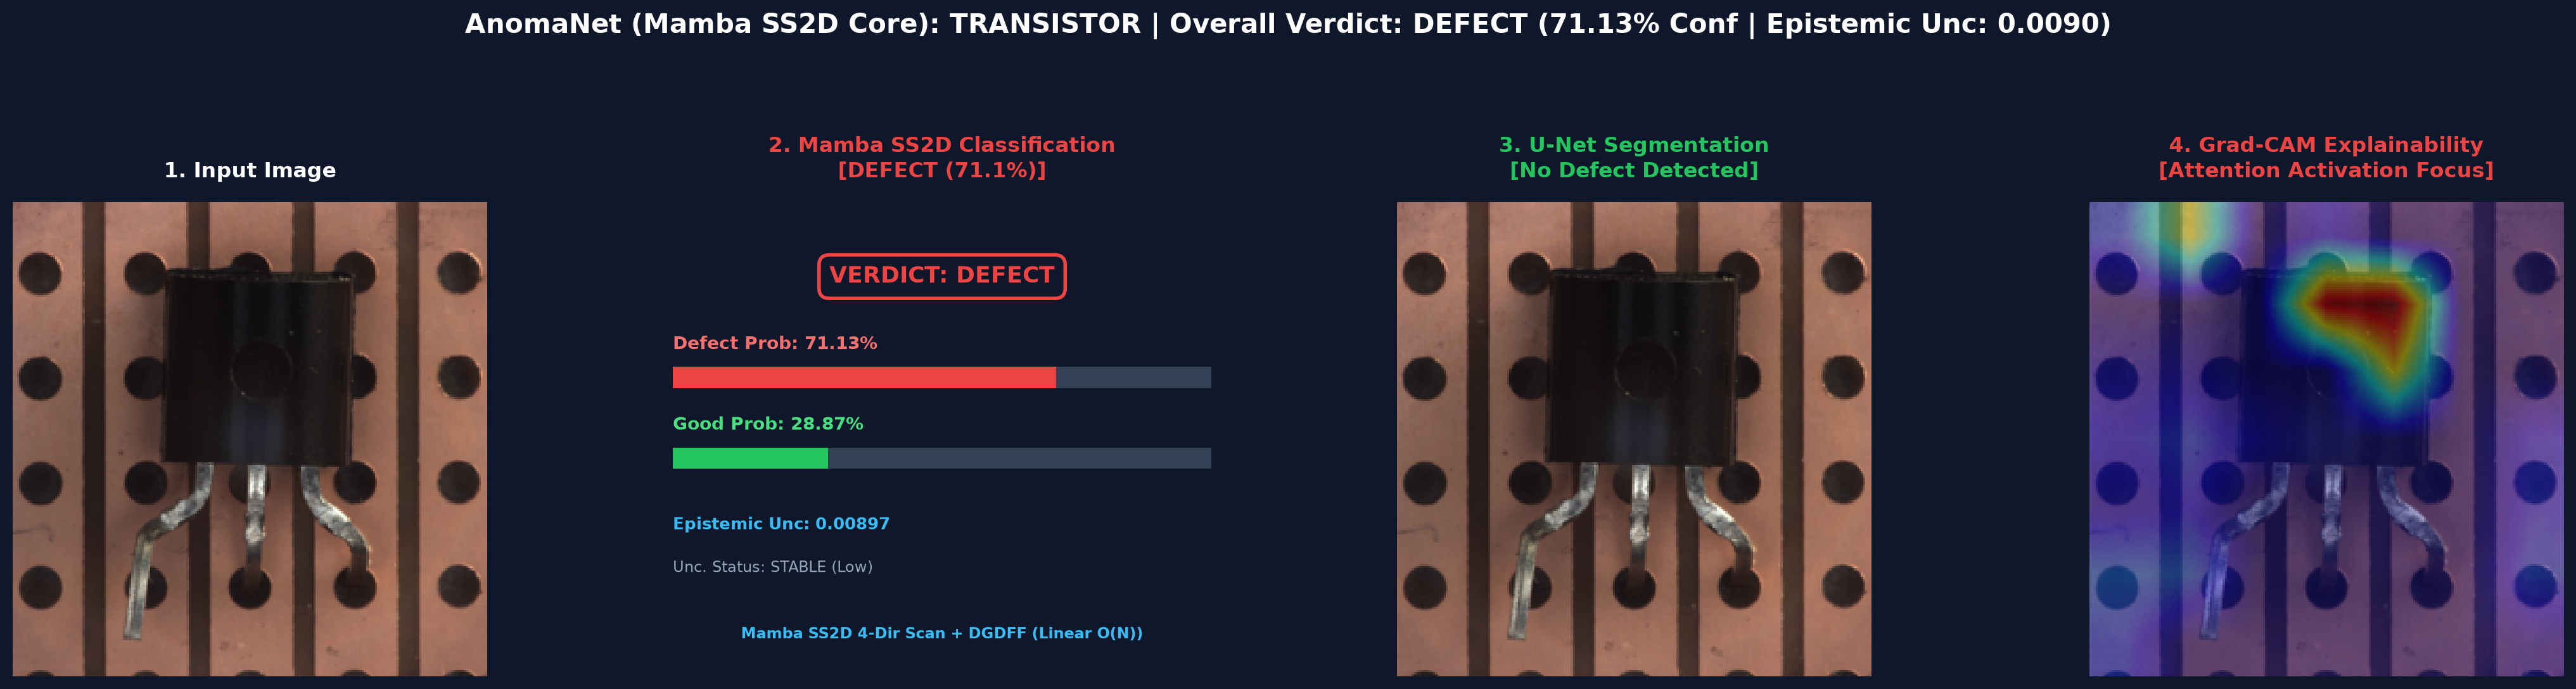 AnomaNet (Mamba SS2D Core): TRANSISTOR | Overall Verdict: DEFECT (71.13% Conf | Epistemic Unc: 0.0090)
1. Input Image
2. Mamba SS2D Classification
[DEFECT (71.1%)]
VERDICT: DEFECT
Defect Prob: 71.13%
Good Prob: 28.87%
Epistemic Unc: 0.00897
Unc. Status: STABLE (Low)
Mamba SS2D 4-Dir Scan + DGDFF (Linear O(N))
3. U-Net Segmentation
[No Defect Detected]
4. Grad-CAM Explainability
[Attention Activation Focus]